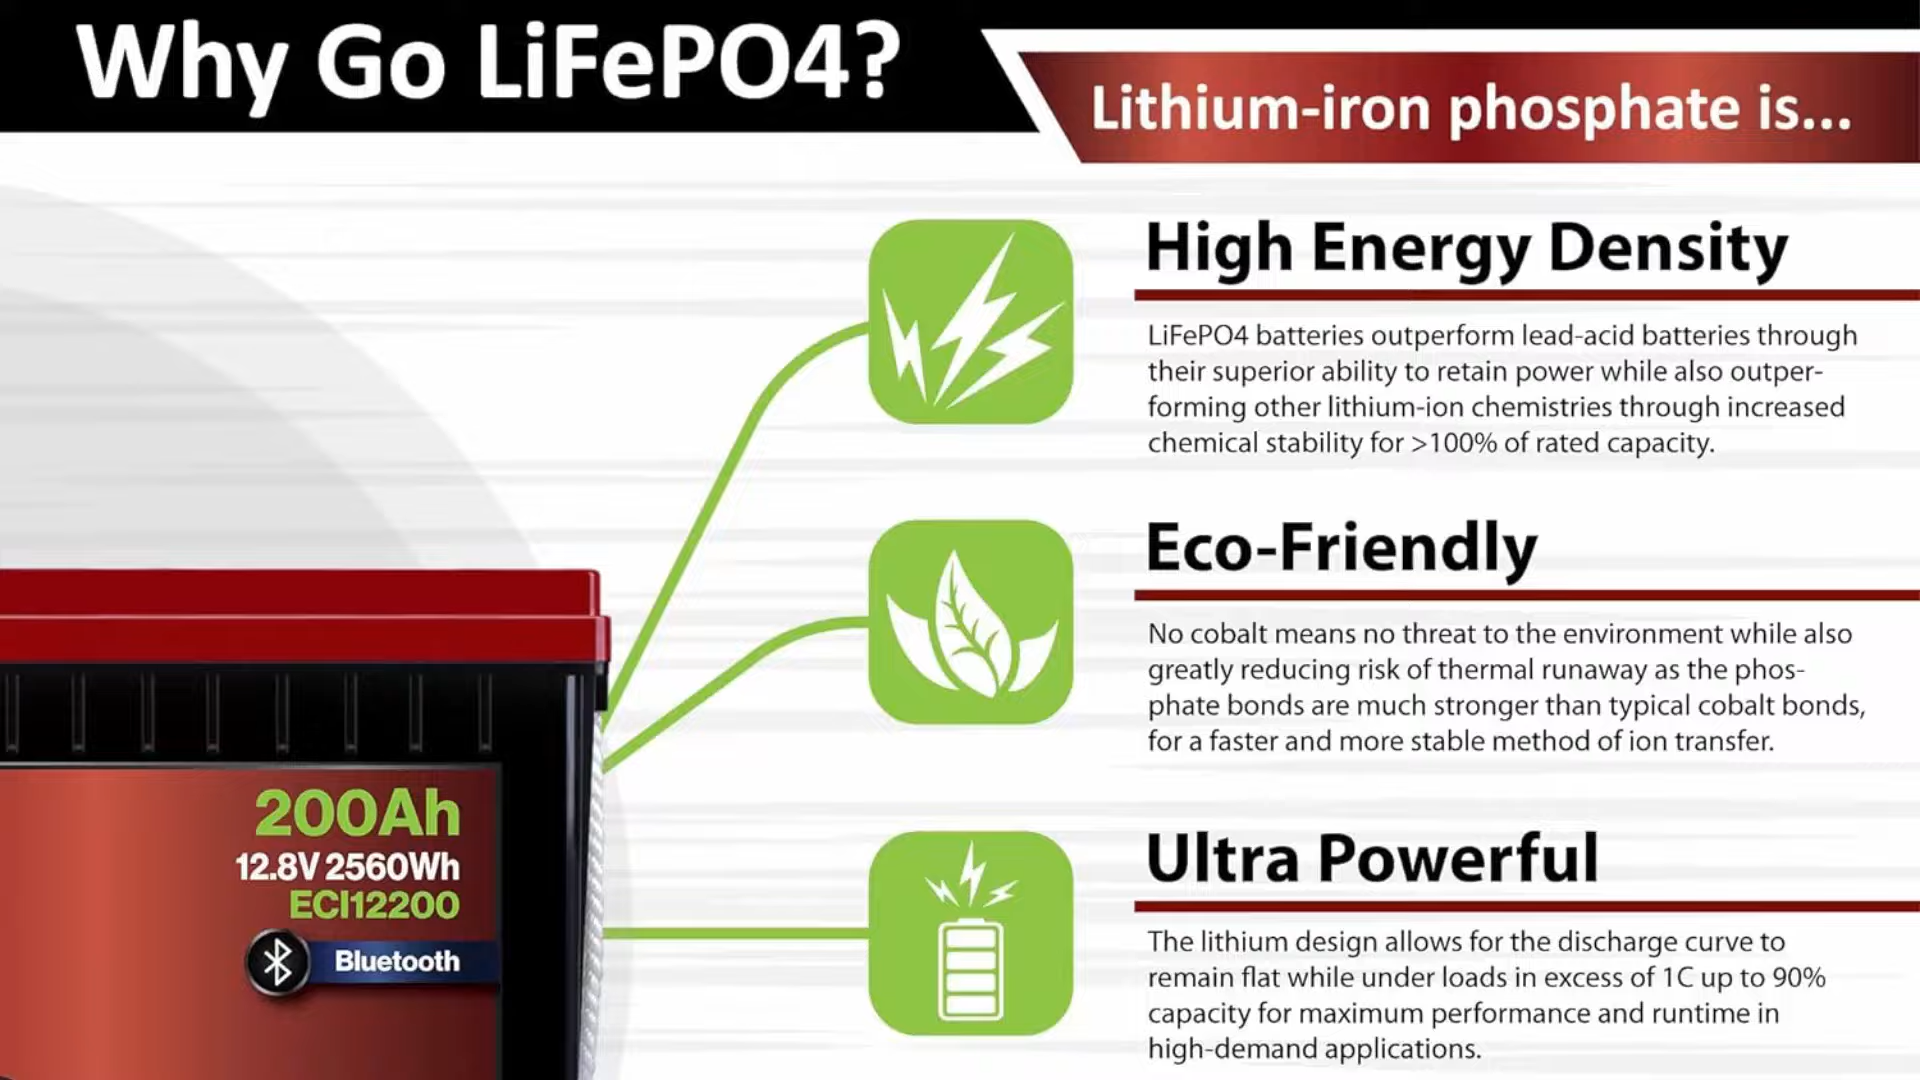 Why Go LiFePO4?
Lithium-iron phosphate is...
High Energy Density
LiFePO4 batteries outperform lead-acid batteries through
their superior ability to retain power while also outper-
forming other lithium-ion chemistries through increased
chemical stability for >100% of rated capacity.
Eco-Friendly
No cobalt means no threat to the environment while also
greatly reducing risk of thermal runaway as the phos-
phate bonds are much stronger than typical cobalt bonds,
for a faster and more stable method of ion transfer.
Ultra Powerful
The lithium design allows for the discharge curve to
remain flat while under loads in excess of 1C up to 90%
capacity for maximum performance and runtime in
high-demand applications.
200Ah
12.8V 2560Wh
ECI12200
Bluetooth